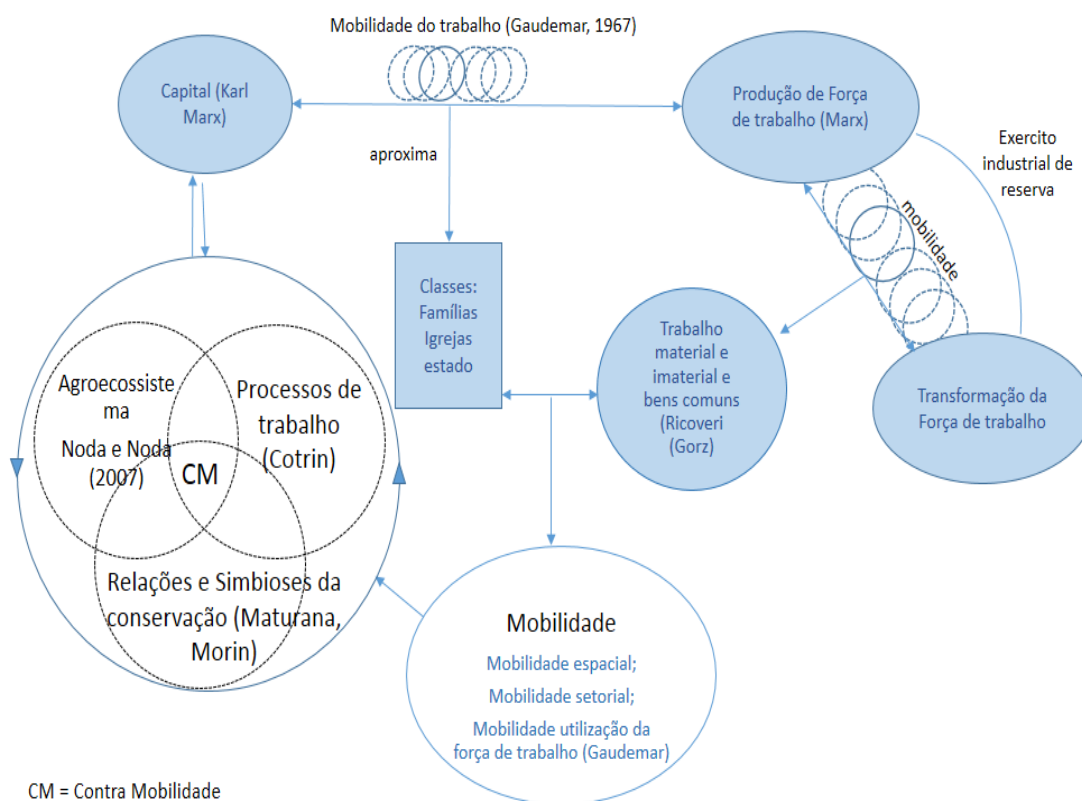 Mobilidade do trabalho (Gaudemar, 1967)
Capital (Karl
Marx)
Produção de Força
de trabalho (Marx)
Exercito
industrial de
reserva
aproxima
mobilidade
Classes:
Famílias
Igrejas
estado
Trabalho
material e
imaterial e
bens comuns
(Ricoveri
(Gorz)
Transformação da
Força de trabalho
Agroecossiste
ma
Noda e Noda
(2007)
Processos de
trabalho
(Cotrin)
CM
Relações e Simbioses da
conservação (Maturana,
Morin)
Mobilidade
Mobilidade espacial;
Mobilidade setorial;
Mobilidade utilização da
força de trabalho (Gaudemar)
CM = Contra Mobilidade